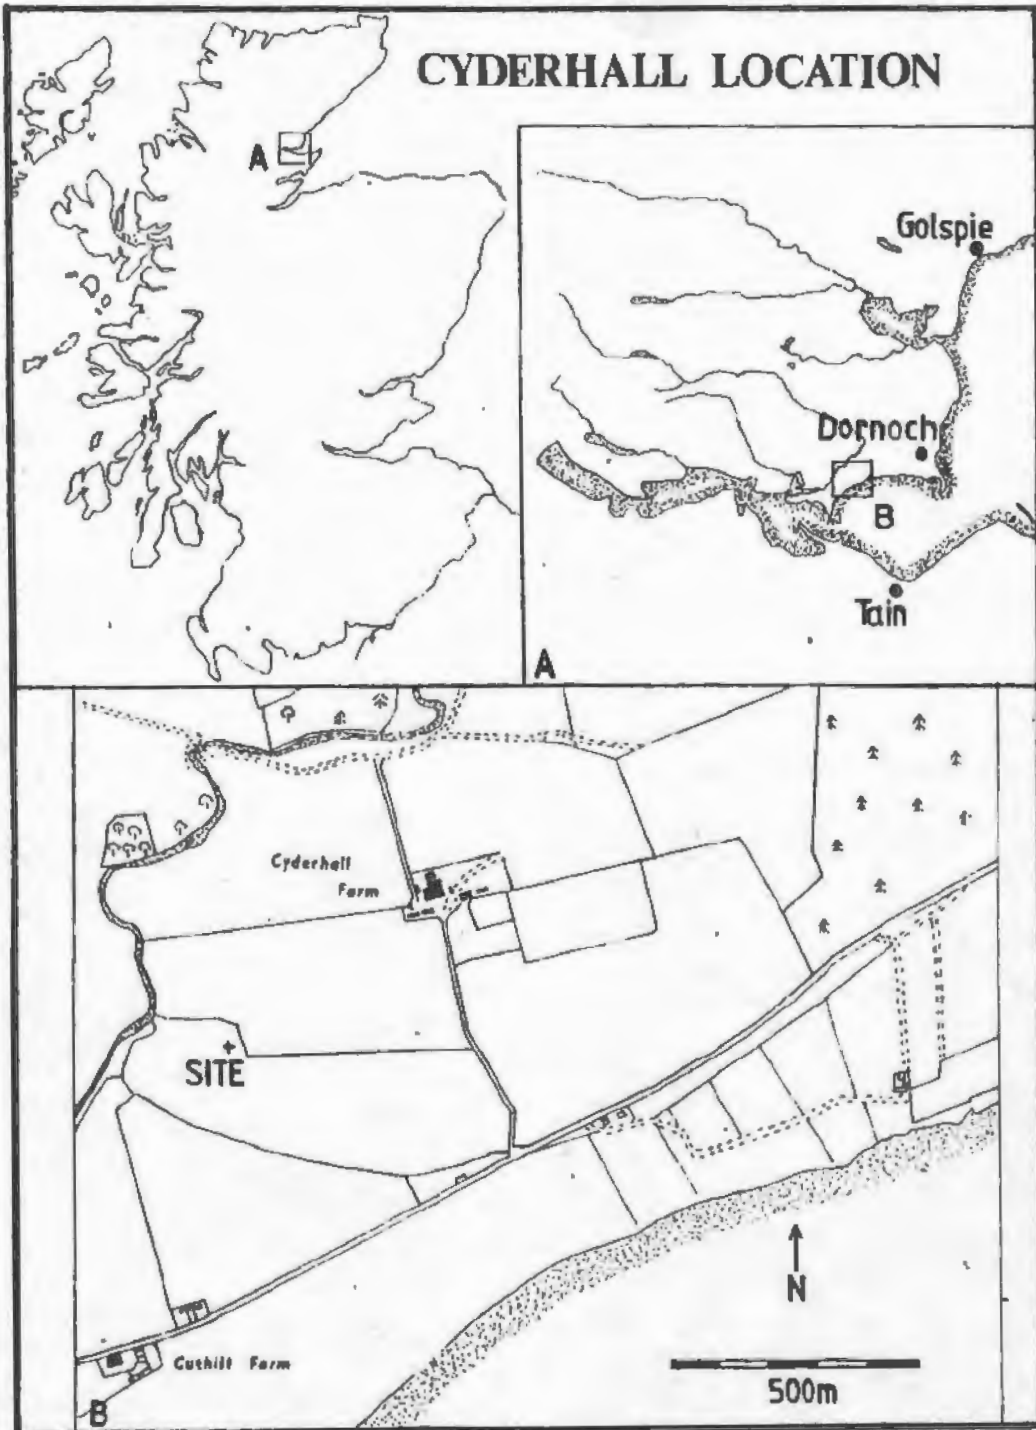 CYDERHALL LOCATION
A
Golspie
Dornoch
B
Tain
A
Cyderhall
Farm
SITE
N
Cuthill Farm
500m
B